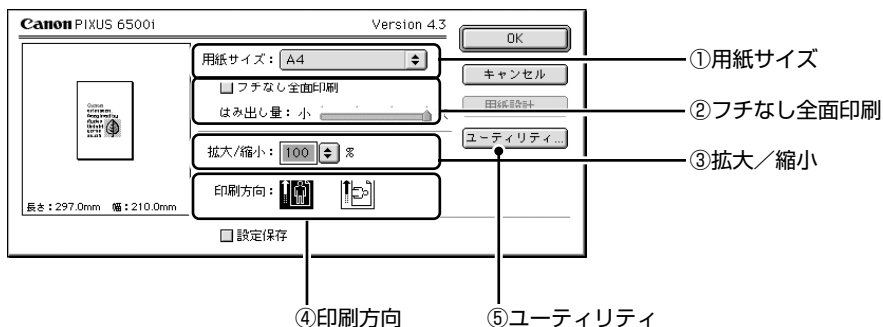 Canon PIXUS 6500i Version 4.3
用紙サイズ： A4
OK
①用紙サイズ
キャンセル
フチなし全面印刷
用紙設計
②フチなし全面印刷
はみ出し量： 小
ユーティリティ...
拡大/縮小： 100 %
③拡大／縮小
印刷方向：
長さ：297.0mm 幅：210.0mm
設定保存
④印刷方向
⑤ユーティリティ